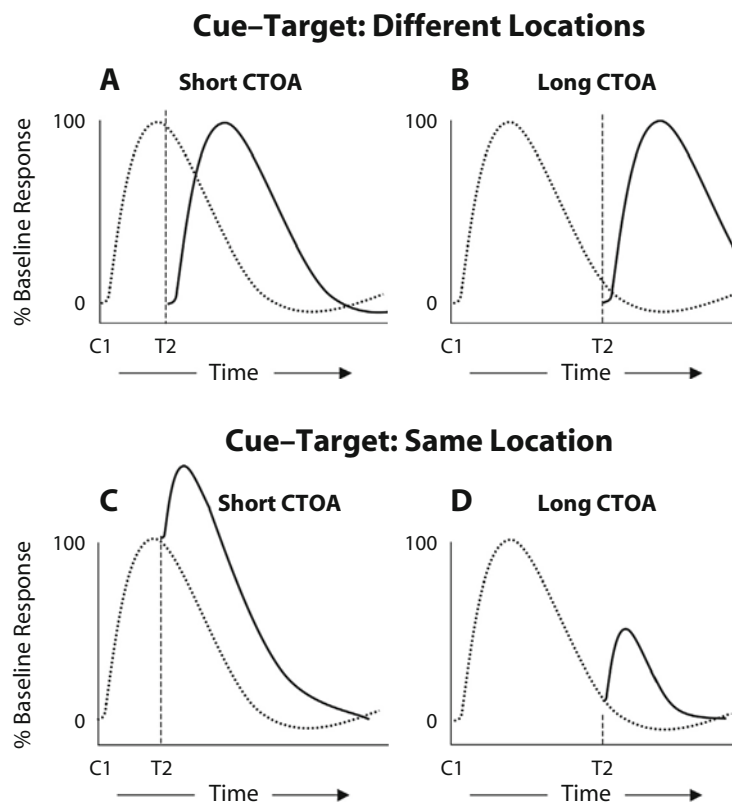 Cue–Target: Different Locations
A Short CTOA
B Long CTOA
% Baseline Response
100
0
C1 T2
Time
100
0
C1 T2
Time
Cue–Target: Same Location
C Short CTOA
D Long CTOA
% Baseline Response
100
0
C1 T2
Time
100
0
C1 T2
Time